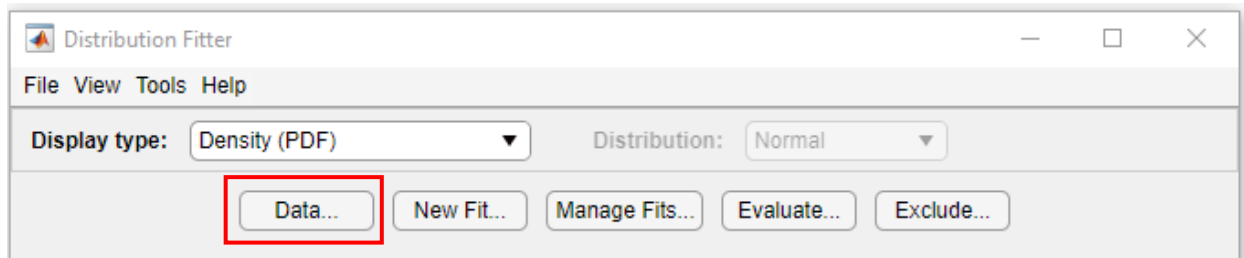 Distribution Fitter
File View Tools Help
Display type: Density (PDF) Distribution: Normal
Data... New Fit... Manage Fits... Evaluate... Exclude...